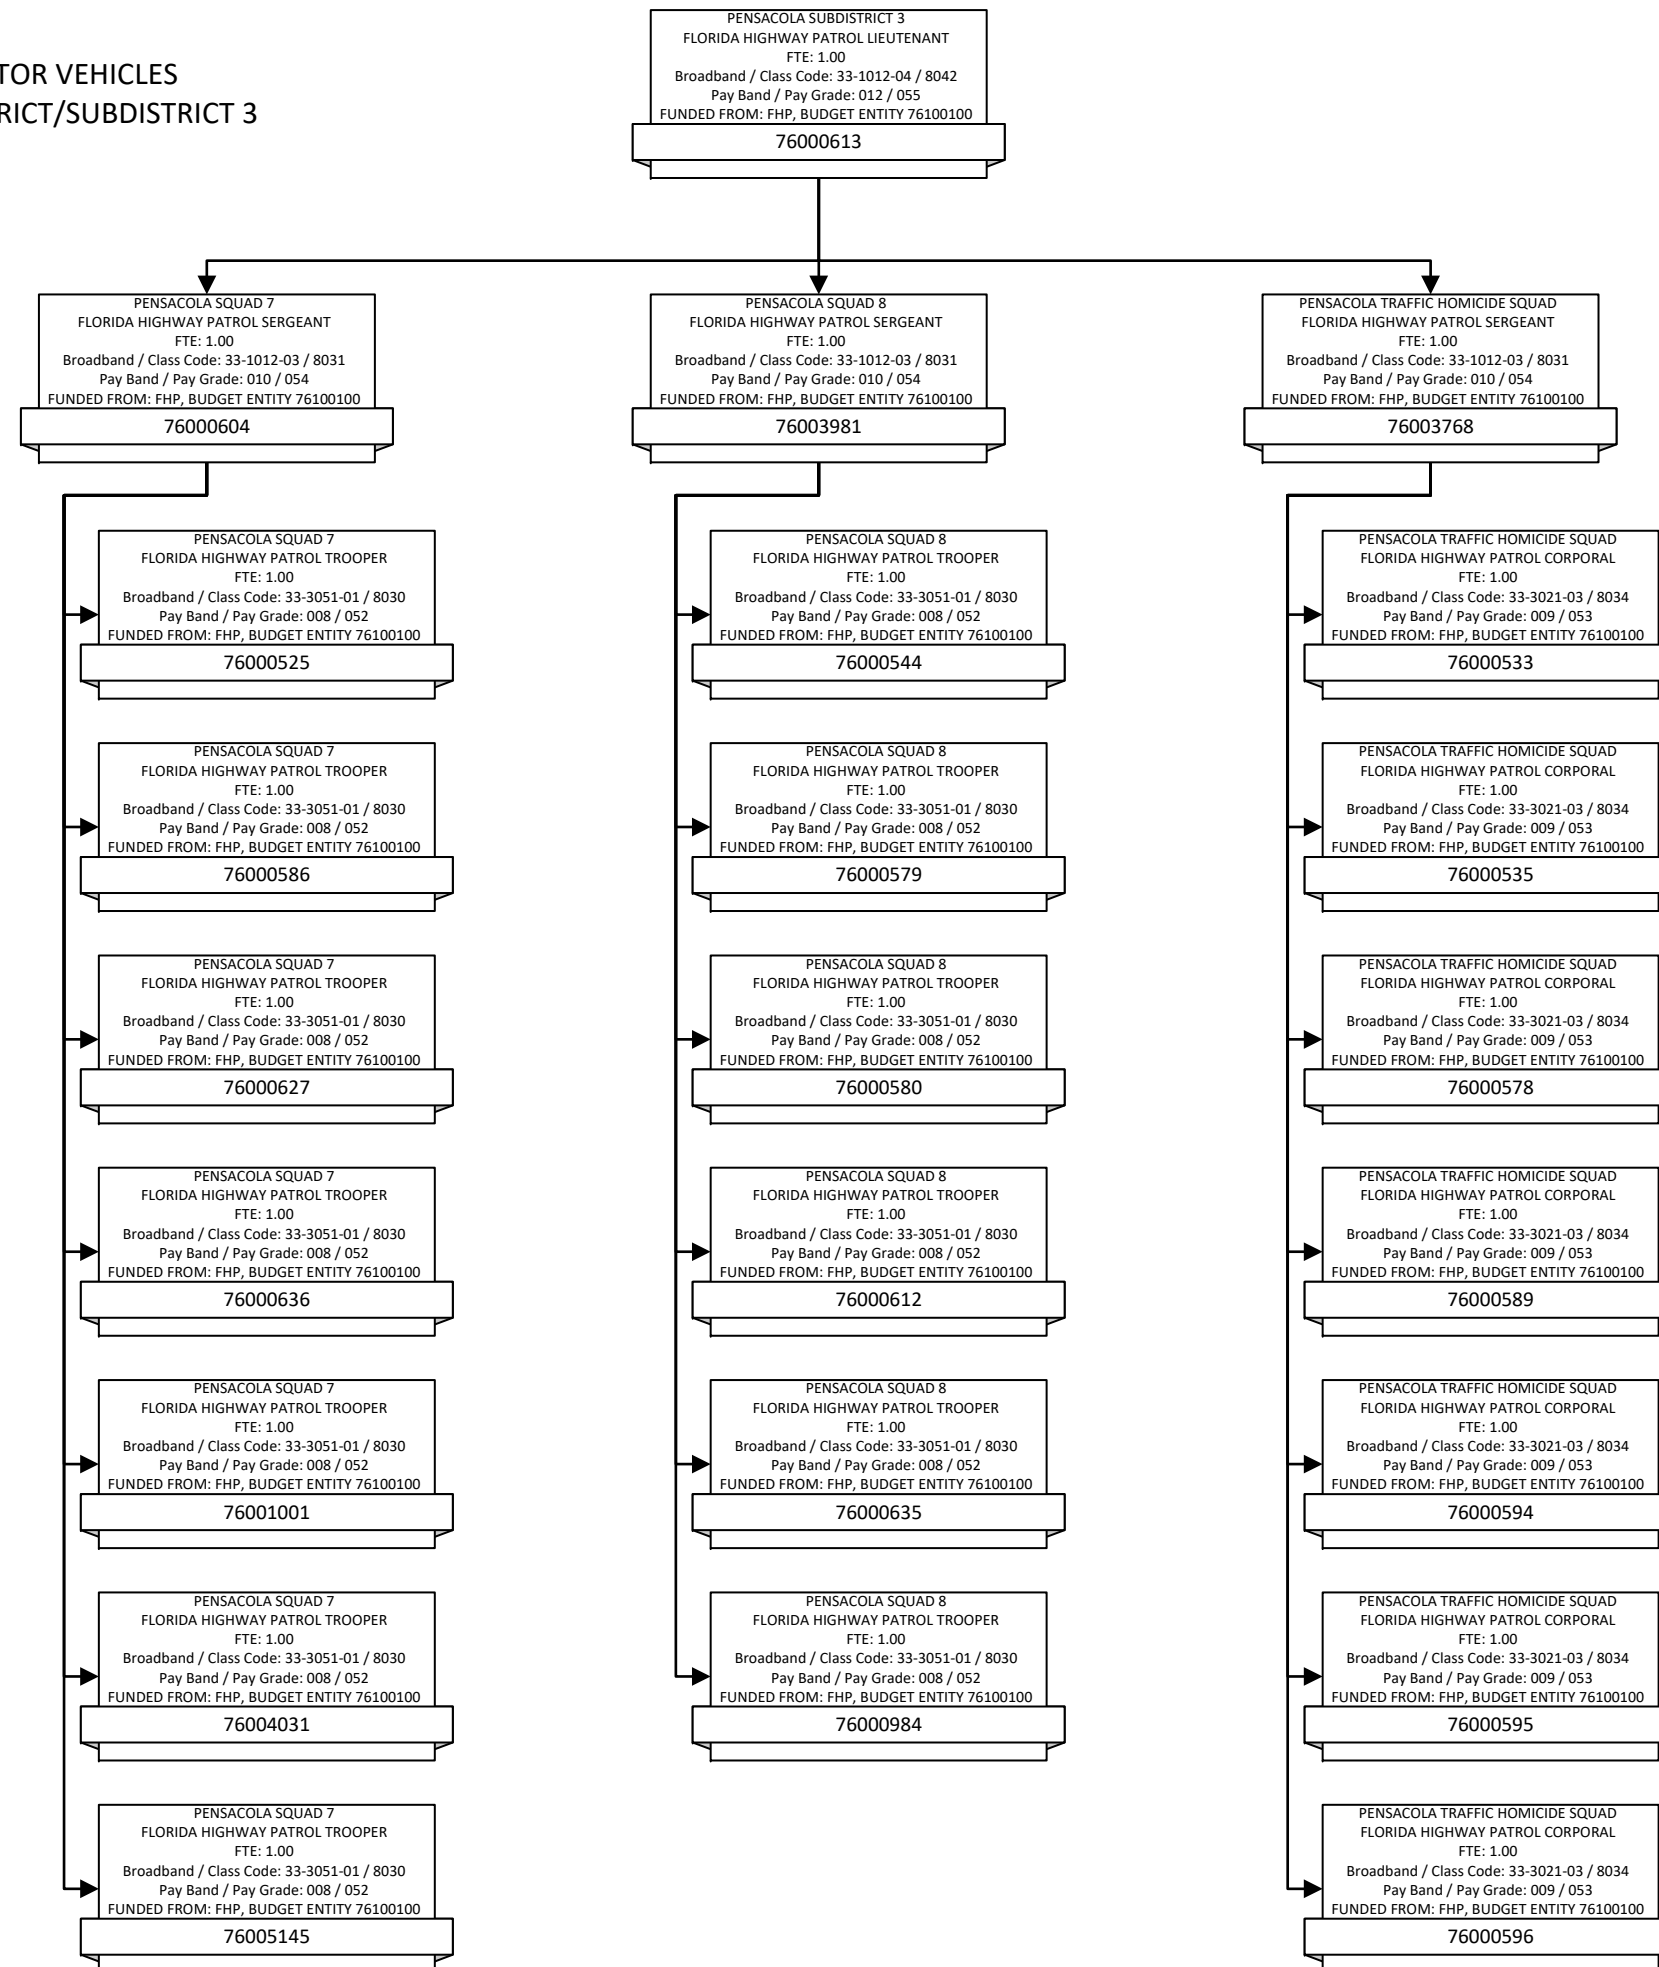 TOR VEHICLES
RICT/SUBDISTRICT 3
PENSACOLA SUBDISTRICT 3
FLORIDA HIGHWAY PATROL LIEUTENANT
FTE: 1.00
Broadband / Class Code: 33-1012-04 / 8042
Pay Band / Pay Grade: 012 / 055
FUNDED FROM: FHP, BUDGET ENTITY 76100100
76000613
PENSACOLA SQUAD 7
FLORIDA HIGHWAY PATROL SERGEANT
FTE: 1.00
Broadband / Class Code: 33-1012-03 / 8031
Pay Band / Pay Grade: 010 / 054
FUNDED FROM: FHP, BUDGET ENTITY 76100100
76000604
PENSACOLA SQUAD 7
FLORIDA HIGHWAY PATROL TROOPER
FTE: 1.00
Broadband / Class Code: 33-3051-01 / 8030
Pay Band / Pay Grade: 008 / 052
FUNDED FROM: FHP, BUDGET ENTITY 76100100
76000525
PENSACOLA SQUAD 7
FLORIDA HIGHWAY PATROL TROOPER
FTE: 1.00
Broadband / Class Code: 33-3051-01 / 8030
Pay Band / Pay Grade: 008 / 052
FUNDED FROM: FHP, BUDGET ENTITY 76100100
76000586
PENSACOLA SQUAD 7
FLORIDA HIGHWAY PATROL TROOPER
FTE: 1.00
Broadband / Class Code: 33-3051-01 / 8030
Pay Band / Pay Grade: 008 / 052
FUNDED FROM: FHP, BUDGET ENTITY 76100100
76000627
PENSACOLA SQUAD 7
FLORIDA HIGHWAY PATROL TROOPER
FTE: 1.00
Broadband / Class Code: 33-3051-01 / 8030
Pay Band / Pay Grade: 008 / 052
FUNDED FROM: FHP, BUDGET ENTITY 76100100
76000636
PENSACOLA SQUAD 7
FLORIDA HIGHWAY PATROL TROOPER
FTE: 1.00
Broadband / Class Code: 33-3051-01 / 8030
Pay Band / Pay Grade: 008 / 052
FUNDED FROM: FHP, BUDGET ENTITY 76100100
76001001
PENSACOLA SQUAD 7
FLORIDA HIGHWAY PATROL TROOPER
FTE: 1.00
Broadband / Class Code: 33-3051-01 / 8030
Pay Band / Pay Grade: 008 / 052
FUNDED FROM: FHP, BUDGET ENTITY 76100100
76004031
PENSACOLA SQUAD 7
FLORIDA HIGHWAY PATROL TROOPER
FTE: 1.00
Broadband / Class Code: 33-3051-01 / 8030
Pay Band / Pay Grade: 008 / 052
FUNDED FROM: FHP, BUDGET ENTITY 76100100
76005145
PENSACOLA SQUAD 8
FLORIDA HIGHWAY PATROL SERGEANT
FTE: 1.00
Broadband / Class Code: 33-1012-03 / 8031
Pay Band / Pay Grade: 010 / 054
FUNDED FROM: FHP, BUDGET ENTITY 76100100
76003981
PENSACOLA SQUAD 8
FLORIDA HIGHWAY PATROL TROOPER
FTE: 1.00
Broadband / Class Code: 33-3051-01 / 8030
Pay Band / Pay Grade: 008 / 052
FUNDED FROM: FHP, BUDGET ENTITY 76100100
76000544
PENSACOLA SQUAD 8
FLORIDA HIGHWAY PATROL TROOPER
FTE: 1.00
Broadband / Class Code: 33-3051-01 / 8030
Pay Band / Pay Grade: 008 / 052
FUNDED FROM: FHP, BUDGET ENTITY 76100100
76000579
PENSACOLA SQUAD 8
FLORIDA HIGHWAY PATROL TROOPER
FTE: 1.00
Broadband / Class Code: 33-3051-01 / 8030
Pay Band / Pay Grade: 008 / 052
FUNDED FROM: FHP, BUDGET ENTITY 76100100
76000580
PENSACOLA SQUAD 8
FLORIDA HIGHWAY PATROL TROOPER
FTE: 1.00
Broadband / Class Code: 33-3051-01 / 8030
Pay Band / Pay Grade: 008 / 052
FUNDED FROM: FHP, BUDGET ENTITY 76100100
76000612
PENSACOLA SQUAD 8
FLORIDA HIGHWAY PATROL TROOPER
FTE: 1.00
Broadband / Class Code: 33-3051-01 / 8030
Pay Band / Pay Grade: 008 / 052
FUNDED FROM: FHP, BUDGET ENTITY 76100100
76000635
PENSACOLA SQUAD 8
FLORIDA HIGHWAY PATROL TROOPER
FTE: 1.00
Broadband / Class Code: 33-3051-01 / 8030
Pay Band / Pay Grade: 008 / 052
FUNDED FROM: FHP, BUDGET ENTITY 76100100
76000984
PENSACOLA TRAFFIC HOMICIDE SQUAD
FLORIDA HIGHWAY PATROL SERGEANT
FTE: 1.00
Broadband / Class Code: 33-1012-03 / 8031
Pay Band / Pay Grade: 010 / 054
FUNDED FROM: FHP, BUDGET ENTITY 76100100
76003768
PENSACOLA TRAFFIC HOMICIDE SQUAD
FLORIDA HIGHWAY PATROL CORPORAL
FTE: 1.00
Broadband / Class Code: 33-3021-03 / 8034
Pay Band / Pay Grade: 009 / 053
FUNDED FROM: FHP, BUDGET ENTITY 76100100
76000533
PENSACOLA TRAFFIC HOMICIDE SQUAD
FLORIDA HIGHWAY PATROL CORPORAL
FTE: 1.00
Broadband / Class Code: 33-3021-03 / 8034
Pay Band / Pay Grade: 009 / 053
FUNDED FROM: FHP, BUDGET ENTITY 76100100
76000535
PENSACOLA TRAFFIC HOMICIDE SQUAD
FLORIDA HIGHWAY PATROL CORPORAL
FTE: 1.00
Broadband / Class Code: 33-3021-03 / 8034
Pay Band / Pay Grade: 009 / 053
FUNDED FROM: FHP, BUDGET ENTITY 76100100
76000578
PENSACOLA TRAFFIC HOMICIDE SQUAD
FLORIDA HIGHWAY PATROL CORPORAL
FTE: 1.00
Broadband / Class Code: 33-3021-03 / 8034
Pay Band / Pay Grade: 009 / 053
FUNDED FROM: FHP, BUDGET ENTITY 76100100
76000589
PENSACOLA TRAFFIC HOMICIDE SQUAD
FLORIDA HIGHWAY PATROL CORPORAL
FTE: 1.00
Broadband / Class Code: 33-3021-03 / 8034
Pay Band / Pay Grade: 009 / 053
FUNDED FROM: FHP, BUDGET ENTITY 76100100
76000594
PENSACOLA TRAFFIC HOMICIDE SQUAD
FLORIDA HIGHWAY PATROL CORPORAL
FTE: 1.00
Broadband / Class Code: 33-3021-03 / 8034
Pay Band / Pay Grade: 009 / 053
FUNDED FROM: FHP, BUDGET ENTITY 76100100
76000595
PENSACOLA TRAFFIC HOMICIDE SQUAD
FLORIDA HIGHWAY PATROL CORPORAL
FTE: 1.00
Broadband / Class Code: 33-3021-03 / 8034
Pay Band / Pay Grade: 009 / 053
FUNDED FROM: FHP, BUDGET ENTITY 76100100
76000596